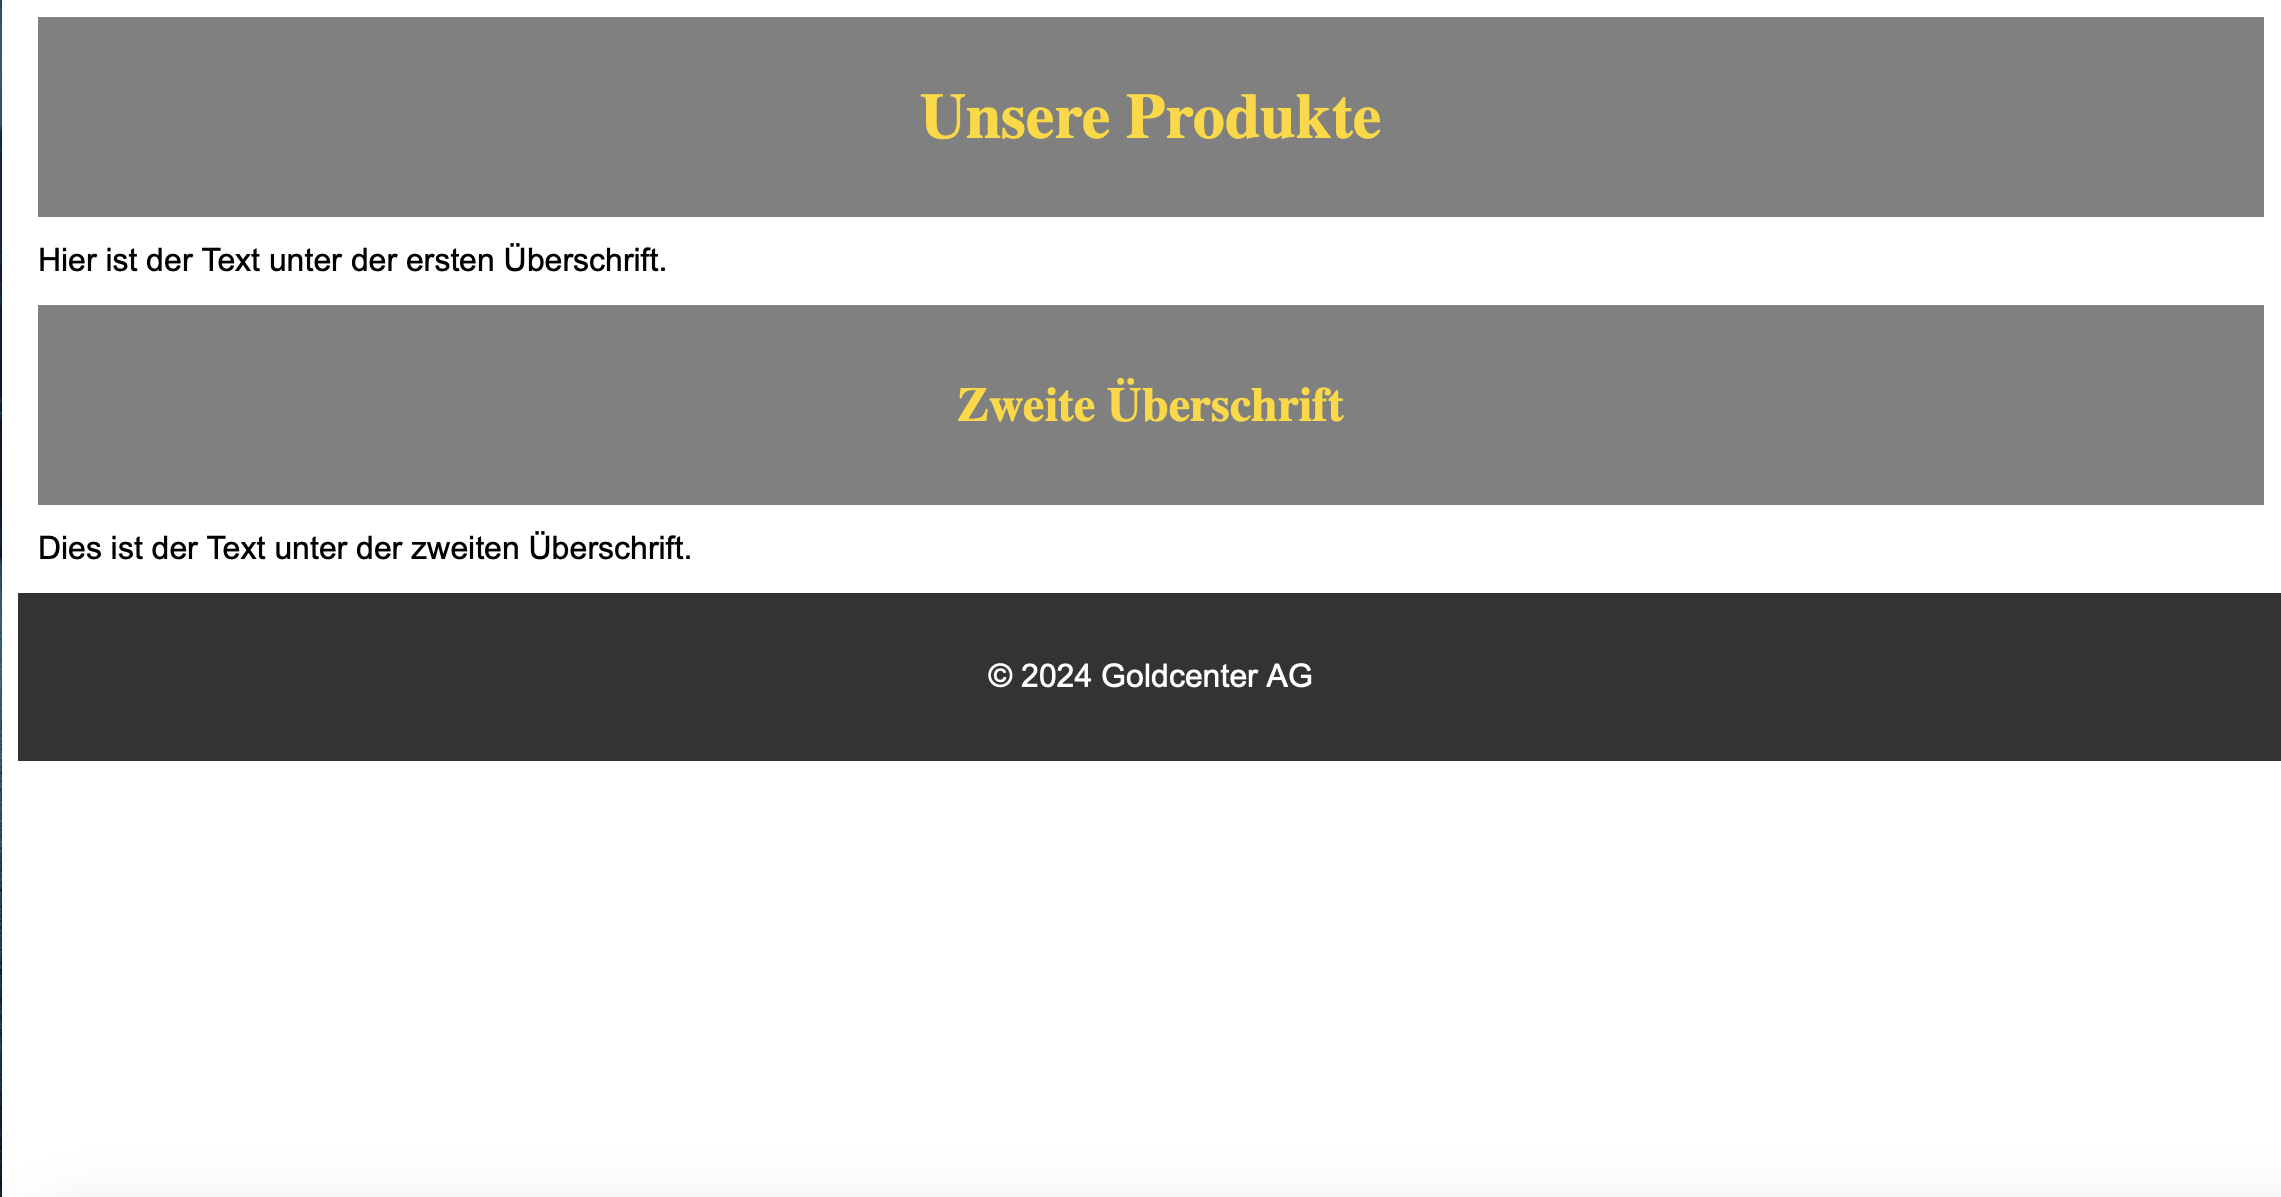 Unsere Produkte
Hier ist der Text unter der ersten Überschrift.
Zweite Überschrift
Dies ist der Text unter der zweiten Überschrift.
© 2024 Goldcenter AG